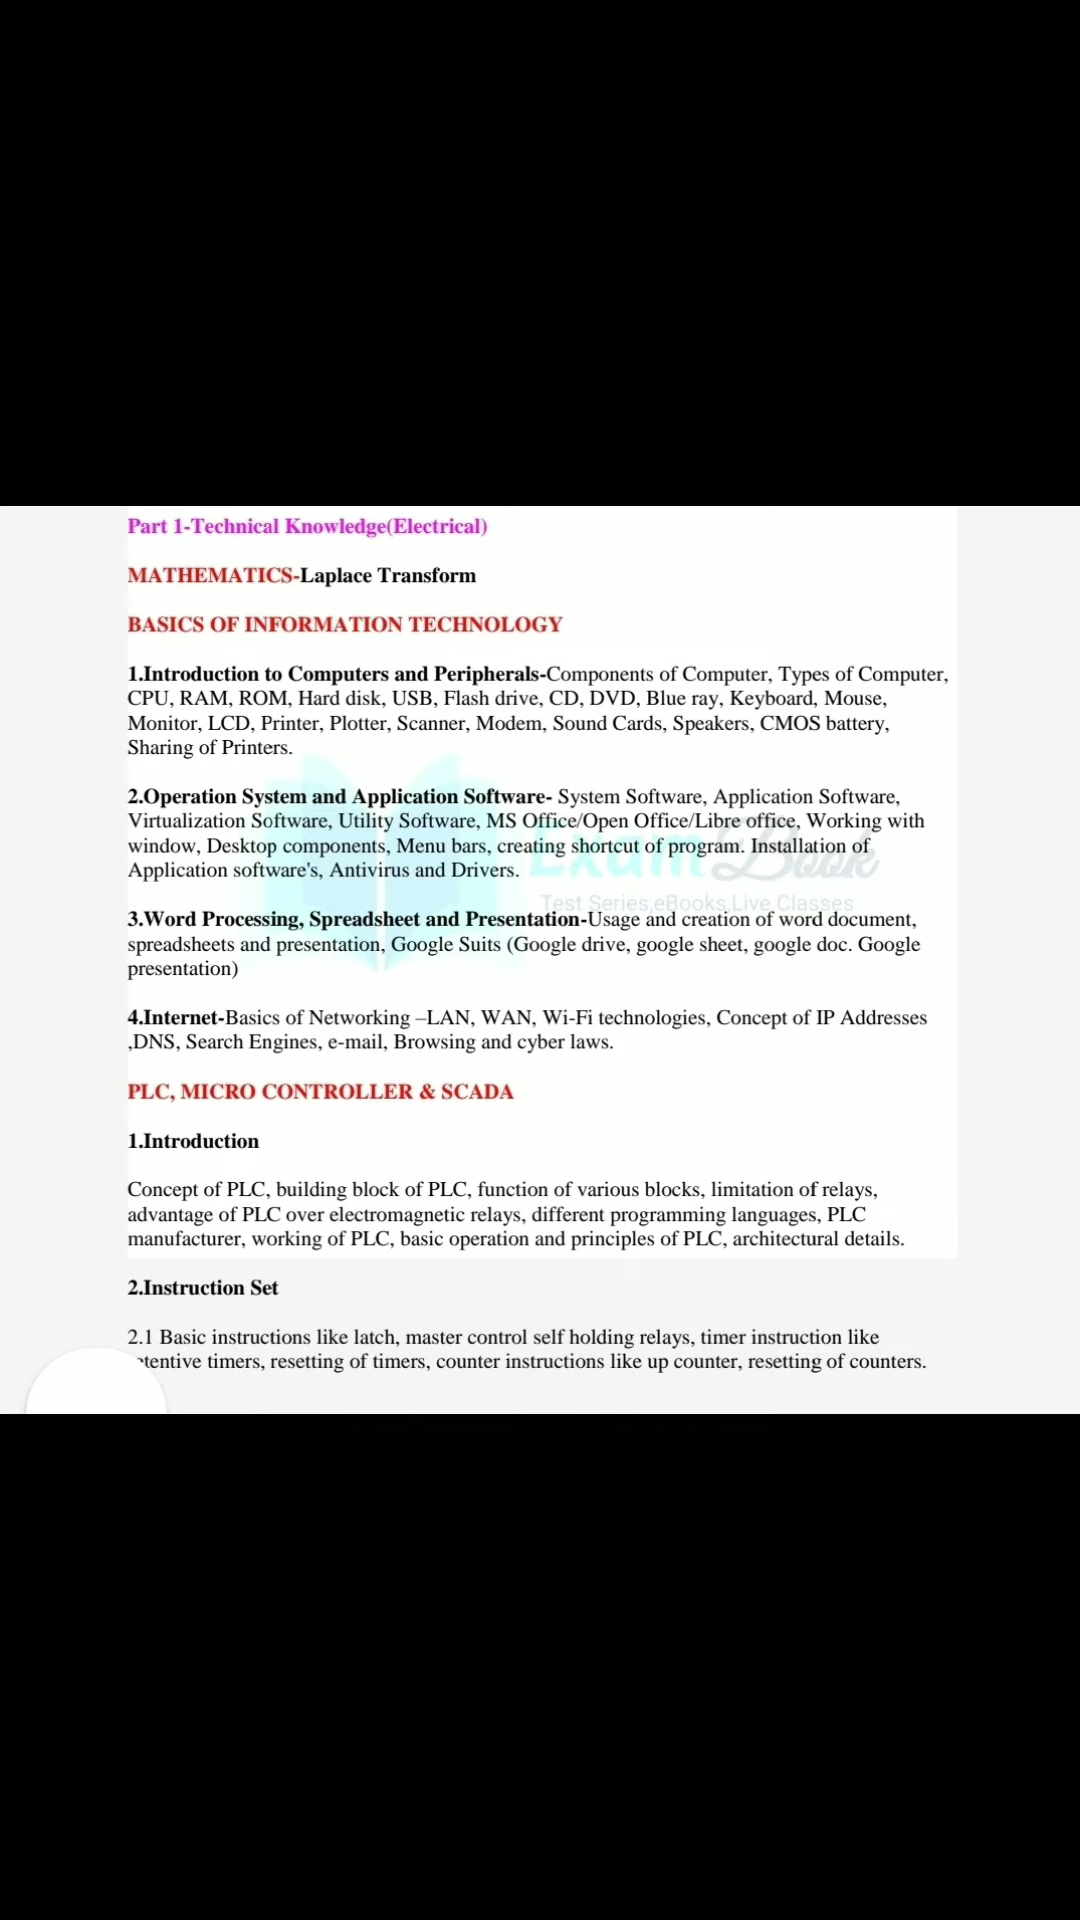 Part 1-Technical Knowledge(Electrical)
MATHEMATICS-Laplace Transform
BASICS OF INFORMATION TECHNOLOGY
1.Introduction to Computers and Peripherals-Components of Computer, Types of Computer,
CPU, RAM, ROM, Hard disk, USB, Flash drive, CD, DVD, Blue ray, Keyboard, Mouse,
Monitor, LCD, Printer, Plotter, Scanner, Modem, Sound Cards, Speakers, CMOS battery,
Sharing of Printers.
2.Operation System and Application Software- System Software, Application Software,
Virtualization Software, Utility Software, MS Office/Open Office/Libre office, Working with
window, Desktop components, Menu bars, creating shortcut of program. Installation of
Application software's, Antivirus and Drivers.
Exam Book
Test Series,eBooks,Live Classes
3.Word Processing, Spreadsheet and Presentation-Usage and creation of word document,
spreadsheets and presentation, Google Suits (Google drive, google sheet, google doc. Google
presentation)
4.Internet-Basics of Networking –LAN, WAN, Wi-Fi technologies, Concept of IP Addresses
,DNS, Search Engines, e-mail, Browsing and cyber laws.
PLC, MICRO CONTROLLER & SCADA
1.Introduction
Concept of PLC, building block of PLC, function of various blocks, limitation of relays,
advantage of PLC over electromagnetic relays, different programming languages, PLC
manufacturer, working of PLC, basic operation and principles of PLC, architectural details.
2.Instruction Set
2.1 Basic instructions like latch, master control self holding relays, timer instruction like
timers, resetting of timers, counter instructions like up counter, resetting of counters.